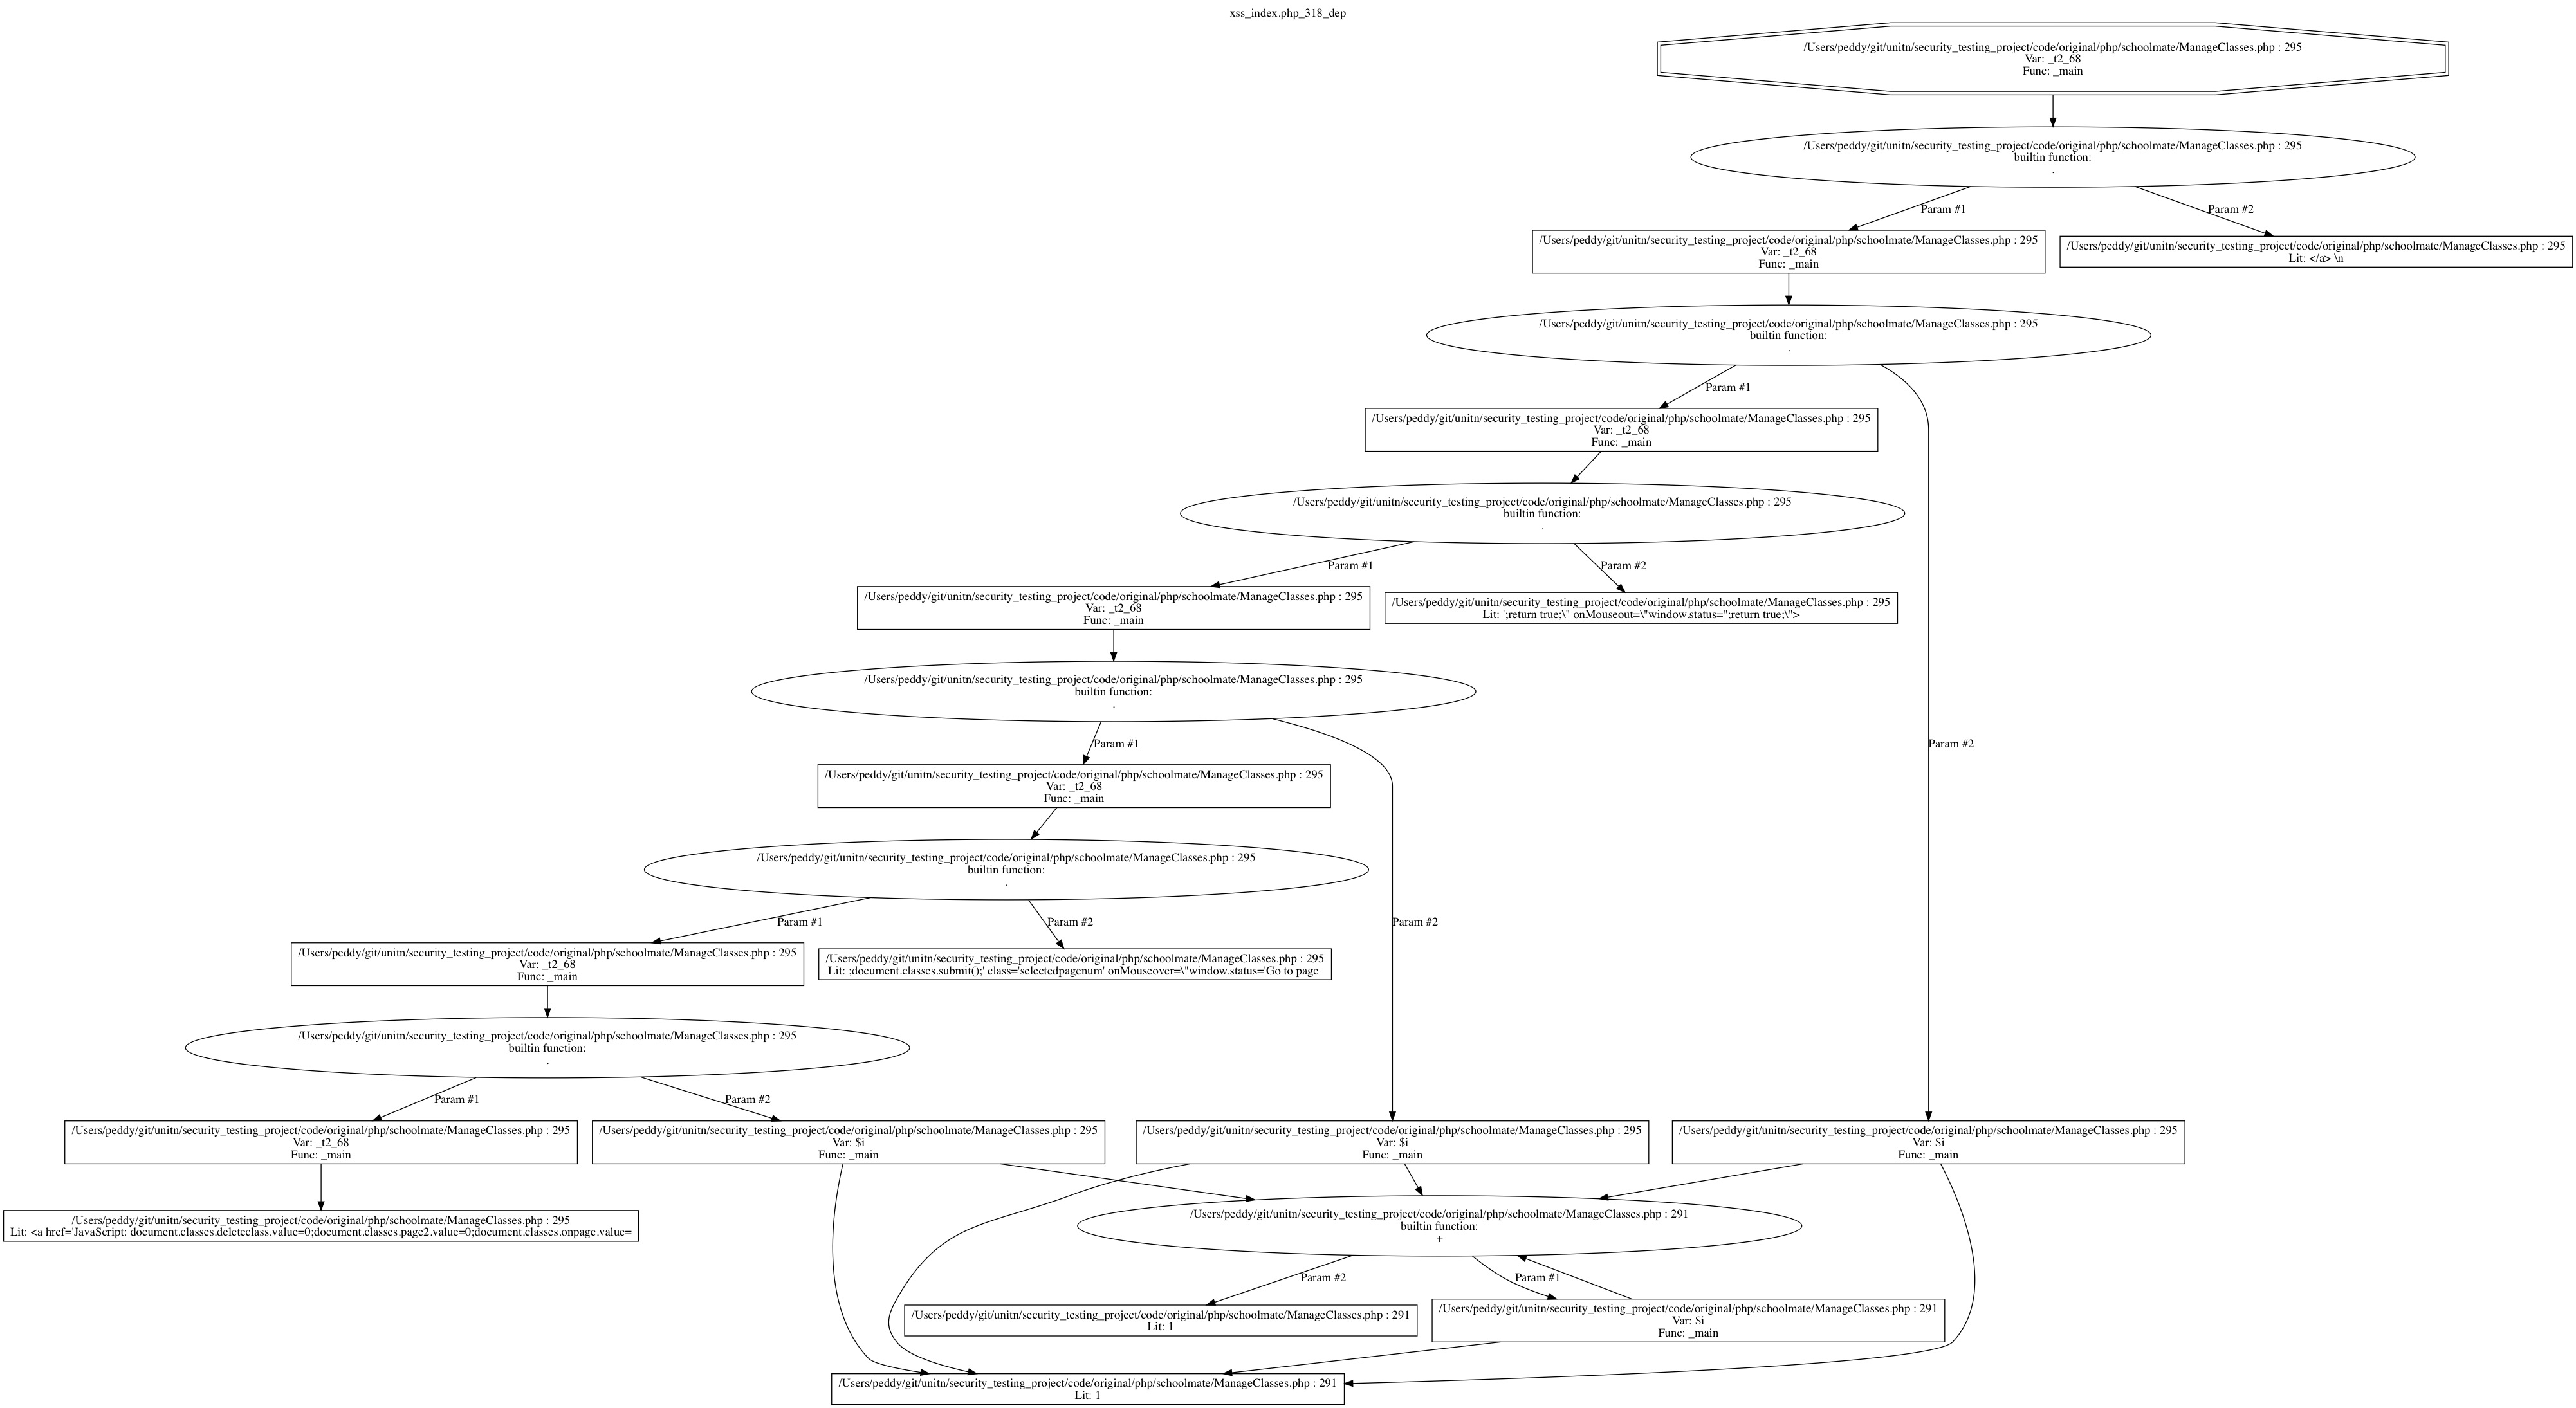 xss_index.php_318_dep
/Users/peddy/git/unitn/security_testing_project/code/original/php/schoolmate/ManageClasses.php : 295
Var: _t2_68
Func: _main
/Users/peddy/git/unitn/security_testing_project/code/original/php/schoolmate/ManageClasses.php : 295
builtin function:
.
Param #1
Param #2
/Users/peddy/git/unitn/security_testing_project/code/original/php/schoolmate/ManageClasses.php : 295
Var: _t2_68
Func: _main
/Users/peddy/git/unitn/security_testing_project/code/original/php/schoolmate/ManageClasses.php : 295
Lit: </a> \n
/Users/peddy/git/unitn/security_testing_project/code/original/php/schoolmate/ManageClasses.php : 295
builtin function:
.
Param #1
Param #2
/Users/peddy/git/unitn/security_testing_project/code/original/php/schoolmate/ManageClasses.php : 295
Var: _t2_68
Func: _main
/Users/peddy/git/unitn/security_testing_project/code/original/php/schoolmate/ManageClasses.php : 295
builtin function:
.
Param #1
Param #2
/Users/peddy/git/unitn/security_testing_project/code/original/php/schoolmate/ManageClasses.php : 295
Var: _t2_68
Func: _main
/Users/peddy/git/unitn/security_testing_project/code/original/php/schoolmate/ManageClasses.php : 295
Lit: ';return true;\" onMouseout=\"window.status='';return true;\">
/Users/peddy/git/unitn/security_testing_project/code/original/php/schoolmate/ManageClasses.php : 295
builtin function:
.
Param #1
Param #2
/Users/peddy/git/unitn/security_testing_project/code/original/php/schoolmate/ManageClasses.php : 295
Var: _t2_68
Func: _main
/Users/peddy/git/unitn/security_testing_project/code/original/php/schoolmate/ManageClasses.php : 295
builtin function:
.
Param #1
Param #2
/Users/peddy/git/unitn/security_testing_project/code/original/php/schoolmate/ManageClasses.php : 295
Var: _t2_68
Func: _main
/Users/peddy/git/unitn/security_testing_project/code/original/php/schoolmate/ManageClasses.php : 295
Lit: ;document.classes.submit();' class='selectedpagenum' onMouseover=\"window.status='Go to page
/Users/peddy/git/unitn/security_testing_project/code/original/php/schoolmate/ManageClasses.php : 295
builtin function:
.
Param #1
Param #2
/Users/peddy/git/unitn/security_testing_project/code/original/php/schoolmate/ManageClasses.php : 295
Var: _t2_68
Func: _main
/Users/peddy/git/unitn/security_testing_project/code/original/php/schoolmate/ManageClasses.php : 295
Var: $i
Func: _main
/Users/peddy/git/unitn/security_testing_project/code/original/php/schoolmate/ManageClasses.php : 295
Var: $i
Func: _main
/Users/peddy/git/unitn/security_testing_project/code/original/php/schoolmate/ManageClasses.php : 295
Var: $i
Func: _main
/Users/peddy/git/unitn/security_testing_project/code/original/php/schoolmate/ManageClasses.php : 295
Lit: <a href='JavaScript: document.classes.deleteclass.value=0;document.classes.page2.value=0;document.classes.onpage.value=
/Users/peddy/git/unitn/security_testing_project/code/original/php/schoolmate/ManageClasses.php : 291
builtin function:
+
Param #2
Param #1
/Users/peddy/git/unitn/security_testing_project/code/original/php/schoolmate/ManageClasses.php : 291
Lit: 1
/Users/peddy/git/unitn/security_testing_project/code/original/php/schoolmate/ManageClasses.php : 291
Var: $i
Func: _main
/Users/peddy/git/unitn/security_testing_project/code/original/php/schoolmate/ManageClasses.php : 291
Lit: 1